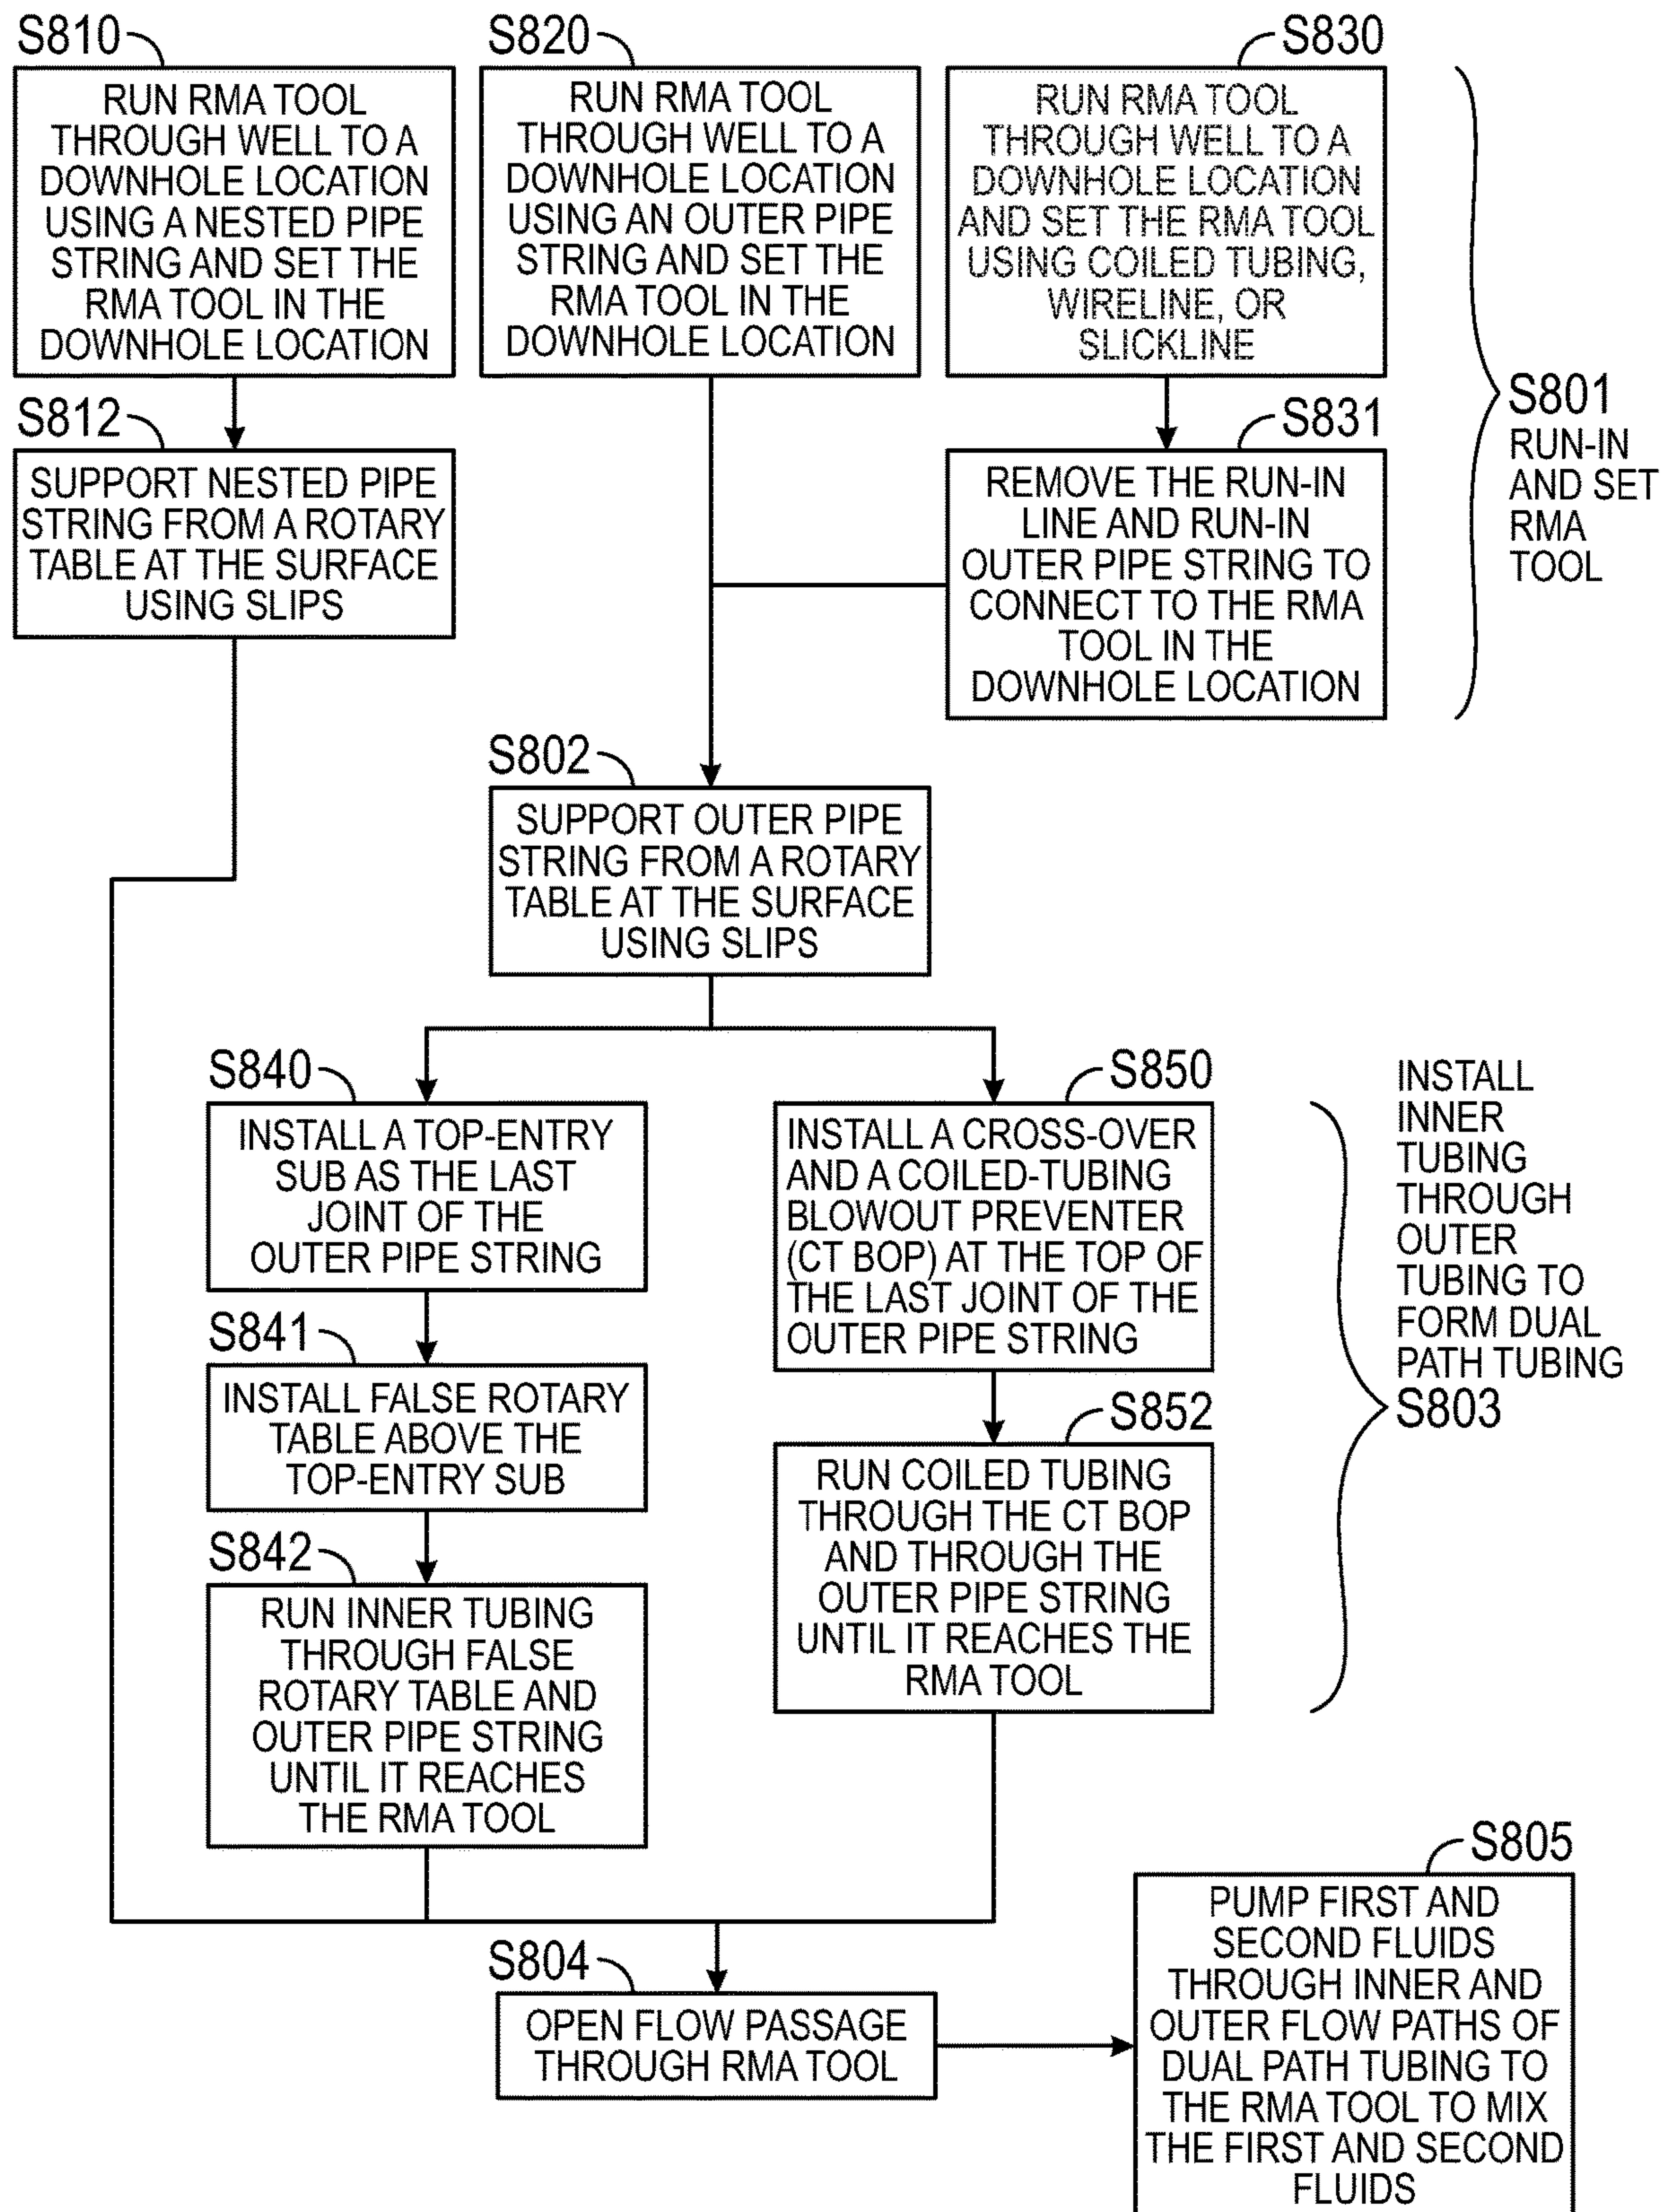 S810
RUN RMA TOOL
THROUGH WELL TO A
DOWNHOLE LOCATION
USING A NESTED PIPE
STRING AND SET THE
RMA TOOL IN THE
DOWNHOLE LOCATION
S820
RUN RMA TOOL
THROUGH WELL TO A
DOWNHOLE LOCATION
USING AN OUTER PIPE
STRING AND SET THE
RMA TOOL IN THE
DOWNHOLE LOCATION
S830
RUN RMA TOOL
THROUGH WELL TO A
DOWNHOLE LOCATION
AND SET THE RMA TOOL
USING COILED TUBING,
WIRELINE, OR
SLICKLINE
S801
RUN-IN
AND SET
RMA
TOOL
S812
SUPPORT NESTED PIPE
STRING FROM A ROTARY
TABLE AT THE SURFACE
USING SLIPS
S831
REMOVE THE RUN-IN
LINE AND RUN-IN
OUTER PIPE STRING TO
CONNECT TO THE RMA
TOOL IN THE
DOWNHOLE LOCATION
S802
SUPPORT OUTER PIPE
STRING FROM A ROTARY
TABLE AT THE SURFACE
USING SLIPS
S840
INSTALL A TOP-ENTRY
SUB AS THE LAST
JOINT OF THE
OUTER PIPE STRING
S841
INSTALL FALSE ROTARY
TABLE ABOVE THE
TOP-ENTRY SUB
S842
RUN INNER TUBING
THROUGH FALSE
ROTARY TABLE AND
OUTER PIPE STRING
UNTIL IT REACHES
THE RMA TOOL
S850
INSTALL A CROSS-OVER
AND A COILED-TUBING
BLOWOUT PREVENTER
(CT BOP) AT THE TOP OF
THE LAST JOINT OF THE
OUTER PIPE STRING
S852
RUN COILED TUBING
THROUGH THE CT BOP
AND THROUGH THE
OUTER PIPE STRING
UNTIL IT REACHES THE
RMA TOOL
INSTALL
INNER
TUBING
THROUGH
OUTER
TUBING TO
FORM DUAL
PATH TUBING
S803
S804
OPEN FLOW PASSAGE
THROUGH RMA TOOL
S805
PUMP FIRST AND
SECOND FLUIDS
THROUGH INNER AND
OUTER FLOW PATHS OF
DUAL PATH TUBING TO
THE RMA TOOL TO MIX
THE FIRST AND SECOND
FLUIDS